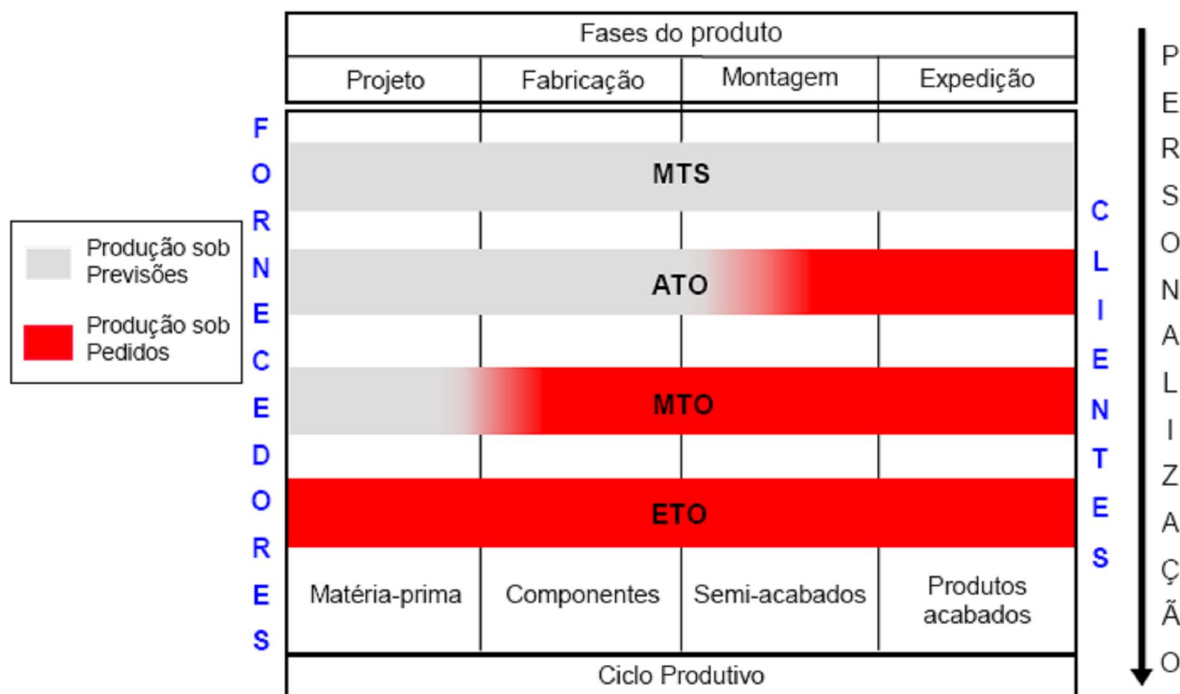 Fases do produto
Projeto
Fabricação
Montagem
Expedição
FORNECEDORES
MTS
ATO
MTO
ETO
CLIENTES
PERSONALIZAÇÃO
Produção sob
Previsões
Produção sob
Pedidos
Matéria-prima
Componentes
Semi-acabados
Produtos
acabados
Ciclo Produtivo